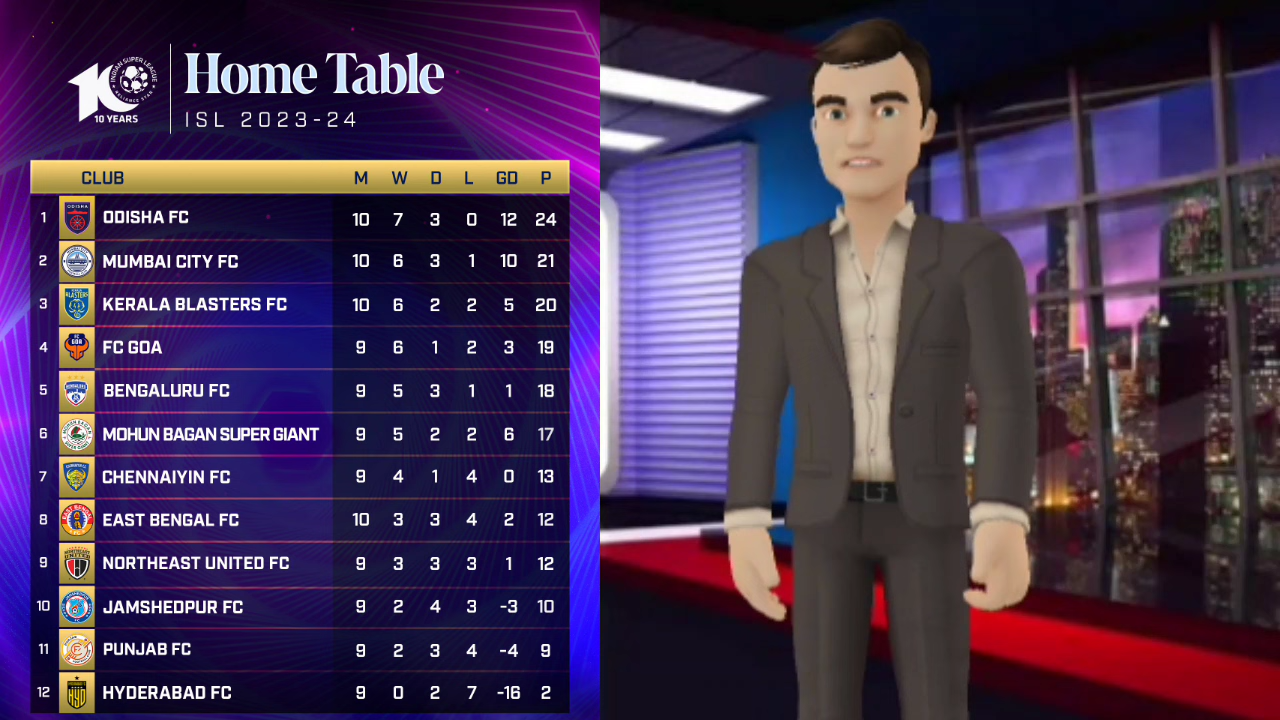 INDIAN SUPER LEAGUE
10 YEARS
Home Table
ISL 2023-24
CLUB M W D L GD P
1 ODISHA FC 10 7 3 0 12 24
2 MUMBAI CITY FC 10 6 3 1 10 21
3 KERALA BLASTERS FC 10 6 2 2 5 20
4 FC GOA 9 6 1 2 3 19
5 BENGALURU FC 9 5 3 1 1 18
6 MOHUN BAGAN SUPER GIANT 9 5 2 2 6 17
7 CHENNAIYIN FC 9 4 1 4 0 13
8 EAST BENGAL FC 10 3 3 4 2 12
9 NORTHEAST UNITED FC 9 3 3 3 1 12
10 JAMSHEDPUR FC 9 2 4 3 -3 10
11 PUNJAB FC 9 2 3 4 -4 9
12 HYDERABAD FC 9 0 2 7 -16 2